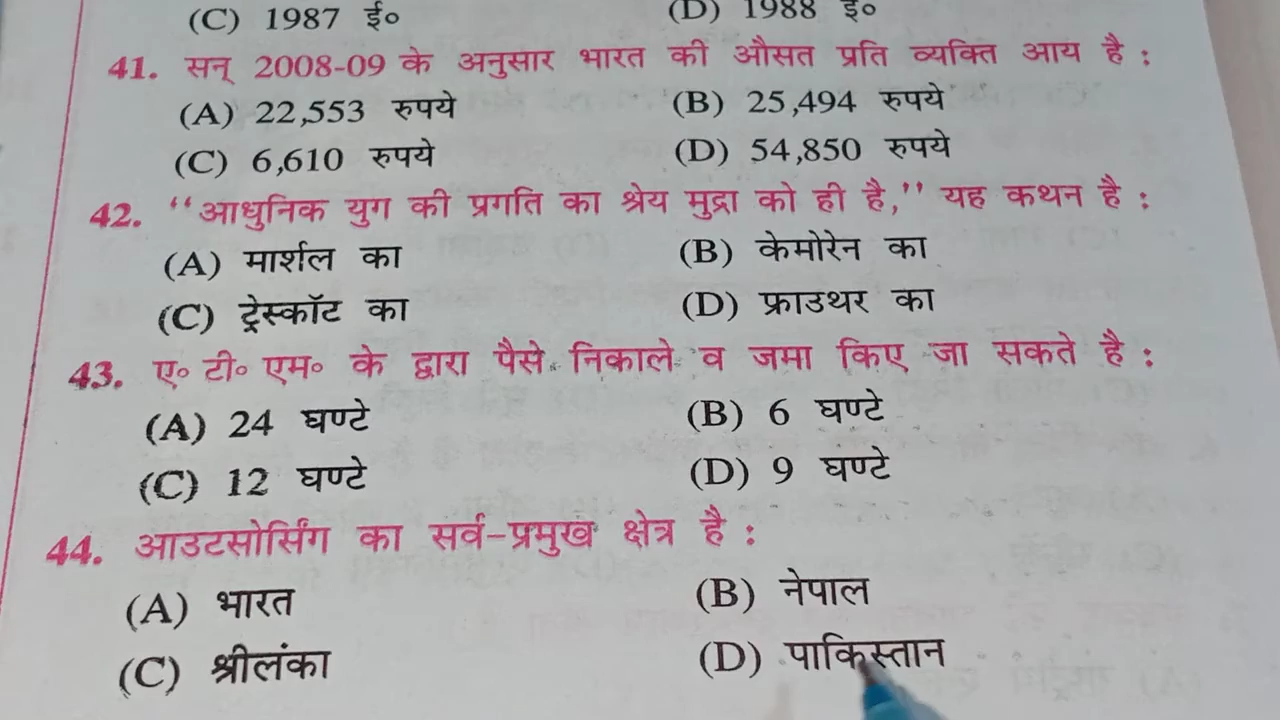 (C) 1987 ई० (D) 1988 ई०
41. सन् 2008-09 के अनुसार भारत की औसत प्रति व्यक्ति आय है :
(A) 22,553 रुपये (B) 25,494 रुपये
(C) 6,610 रुपये (D) 54,850 रुपये
42. ‘‘आधुनिक युग की प्रगति का श्रेय मुद्रा को ही है,’’ यह कथन है :
(A) मार्शल का (B) केमोरेन का
(C) ट्रेस्कॉट का (D) फ्राउथर का
43. ए० टी० एम० के द्वारा पैसे निकाले व जमा किए जा सकते है :
(A) 24 घण्टे (B) 6 घण्टे
(C) 12 घण्टे (D) 9 घण्टे
44. आउटसोर्सिंग का सर्व-प्रमुख क्षेत्र है :
(A) भारत (B) नेपाल
(C) श्रीलंका (D) पाकिस्तान